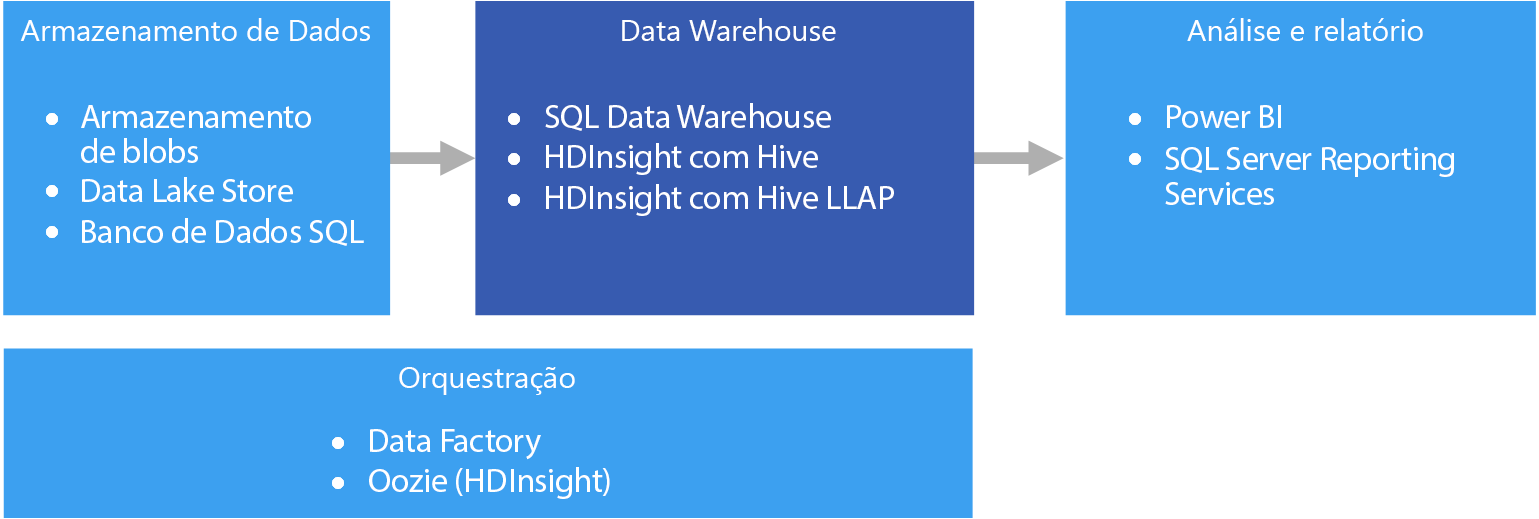 Armazenamento de Dados
• Armazenamento
de blobs
• Data Lake Store
• Banco de Dados SQL
Data Warehouse
• SQL Data Warehouse
• HDInsight com Hive
• HDInsight com Hive LLAP
Análise e relatório
• Power BI
• SQL Server Reporting
Services
Orquestração
• Data Factory
• Oozie (HDInsight)